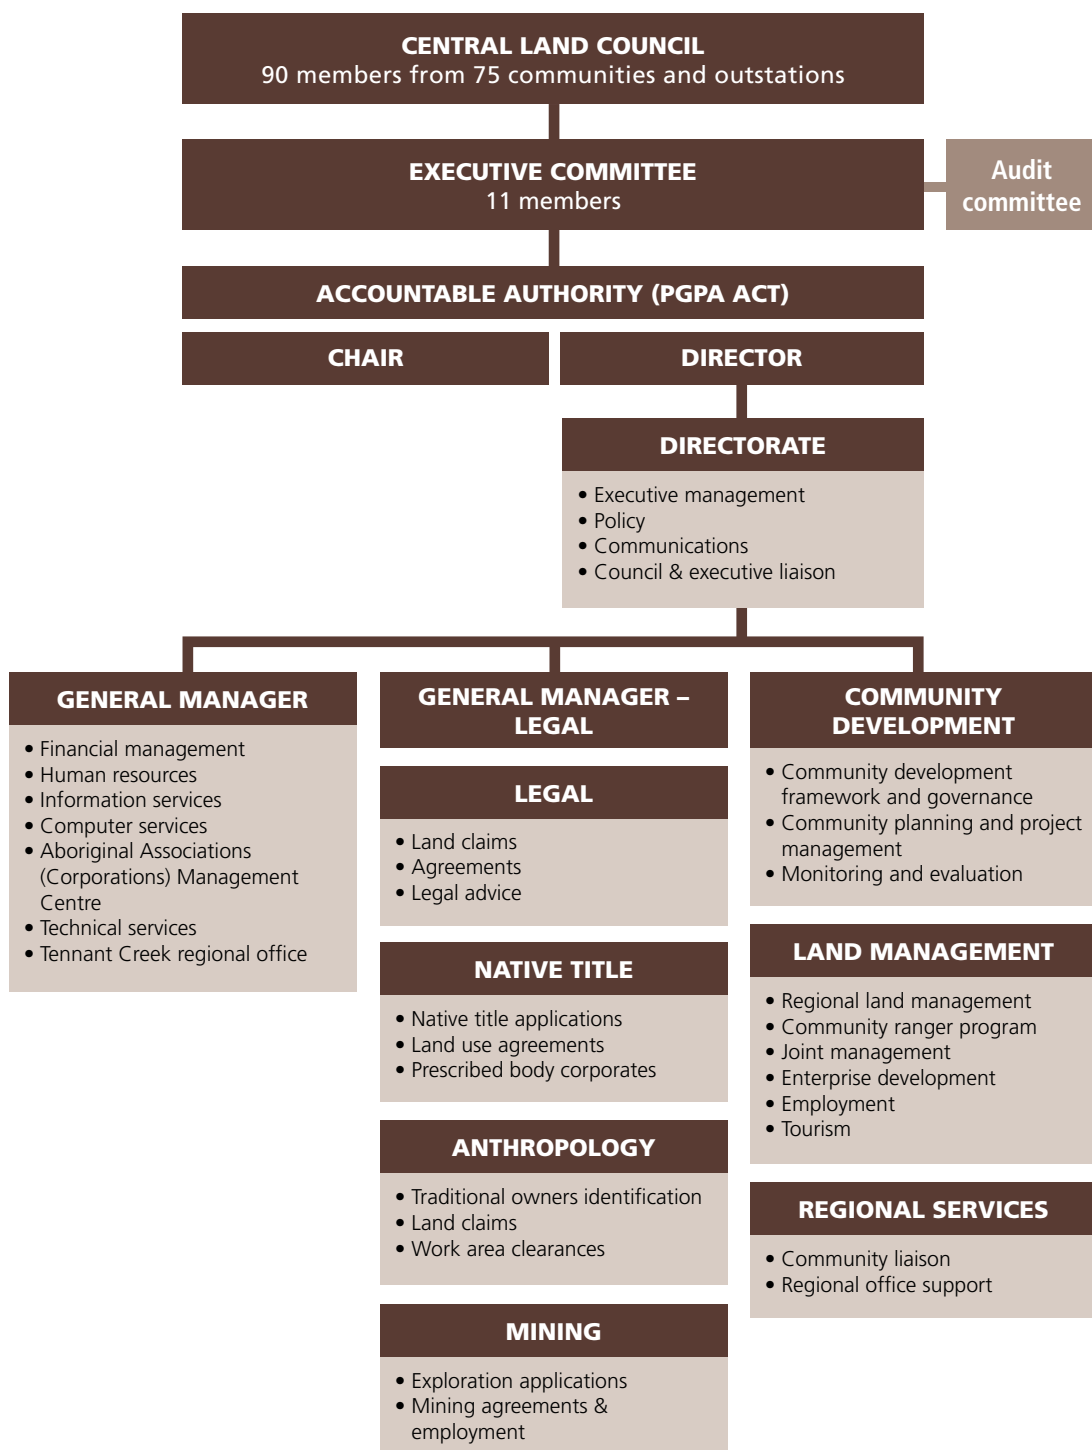 CENTRAL LAND COUNCIL
90 members from 75 communities and outstations
EXECUTIVE COMMITTEE
11 members
Audit
committee
ACCOUNTABLE AUTHORITY (PGPA ACT)
CHAIR
DIRECTOR
DIRECTORATE
• Executive management
• Policy
• Communications
• Council & executive liaison
GENERAL MANAGER
• Financial management
• Human resources
• Information services
• Computer services
• Aboriginal Associations
(Corporations) Management
Centre
• Technical services
• Tennant Creek regional office
GENERAL MANAGER –
LEGAL
LEGAL
• Land claims
• Agreements
• Legal advice
NATIVE TITLE
• Native title applications
• Land use agreements
• Prescribed body corporates
ANTHROPOLOGY
• Traditional owners identification
• Land claims
• Work area clearances
MINING
• Exploration applications
• Mining agreements &
employment
COMMUNITY
DEVELOPMENT
• Community development
framework and governance
• Community planning and project
management
• Monitoring and evaluation
LAND MANAGEMENT
• Regional land management
• Community ranger program
• Joint management
• Enterprise development
• Employment
• Tourism
REGIONAL SERVICES
• Community liaison
• Regional office support